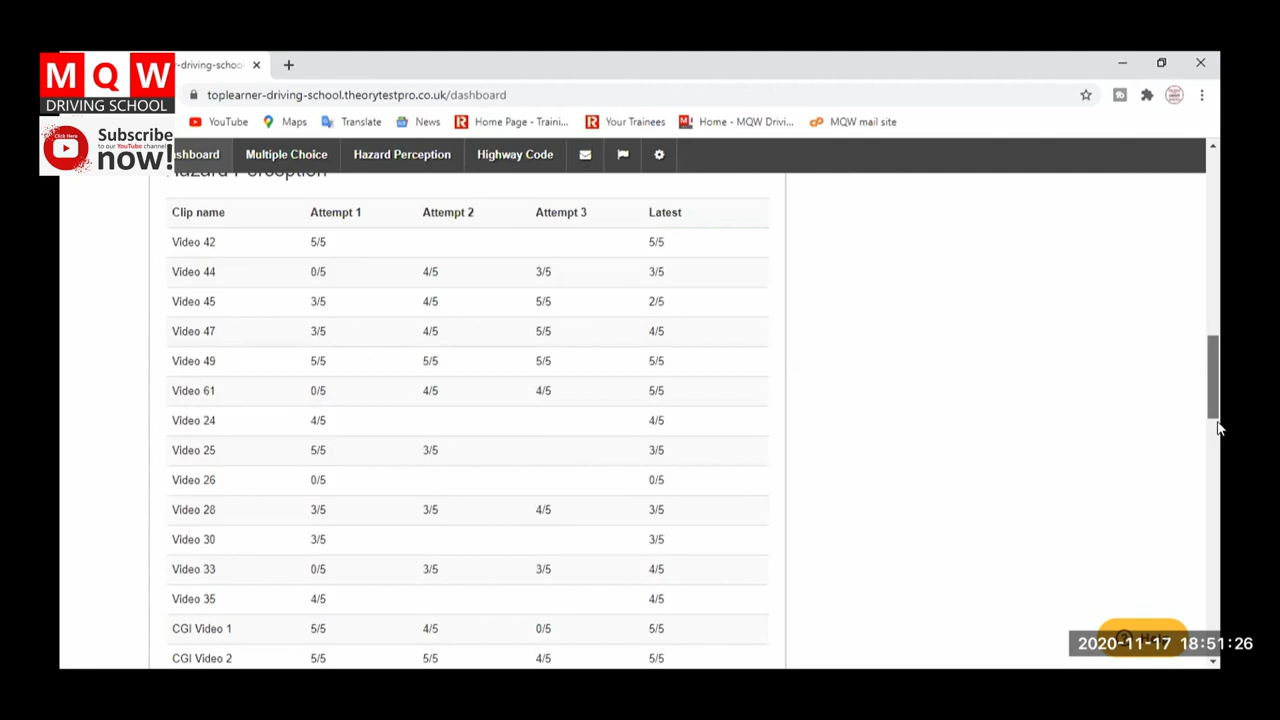 M Q W
DRIVING SCHOOL
Click Here
Subscribe
to our YouTube channel
now!
r-driving-schoo
toplearner-driving-school.theorytestpro.co.uk/dashboard
YouTube Maps Translate News Home Page - Traini... Your Trainees Home - MQW Drivi... MQW mail site
shboard Multiple Choice Hazard Perception Highway Code
Hazard Perception
Clip name Attempt 1 Attempt 2 Attempt 3 Latest
Video 42 5/5 5/5
Video 44 0/5 4/5 3/5 3/5
Video 45 3/5 4/5 5/5 2/5
Video 47 3/5 4/5 5/5 4/5
Video 49 5/5 5/5 5/5 5/5
Video 61 0/5 4/5 4/5 5/5
Video 24 4/5 4/5
Video 25 5/5 3/5 3/5
Video 26 0/5 0/5
Video 28 3/5 3/5 4/5 3/5
Video 30 3/5 3/5
Video 33 0/5 3/5 3/5 4/5
Video 35 4/5 4/5
CGI Video 1 5/5 4/5 0/5 5/5
CGI Video 2 5/5 5/5 4/5 5/5
2020-11-17 18:51:26